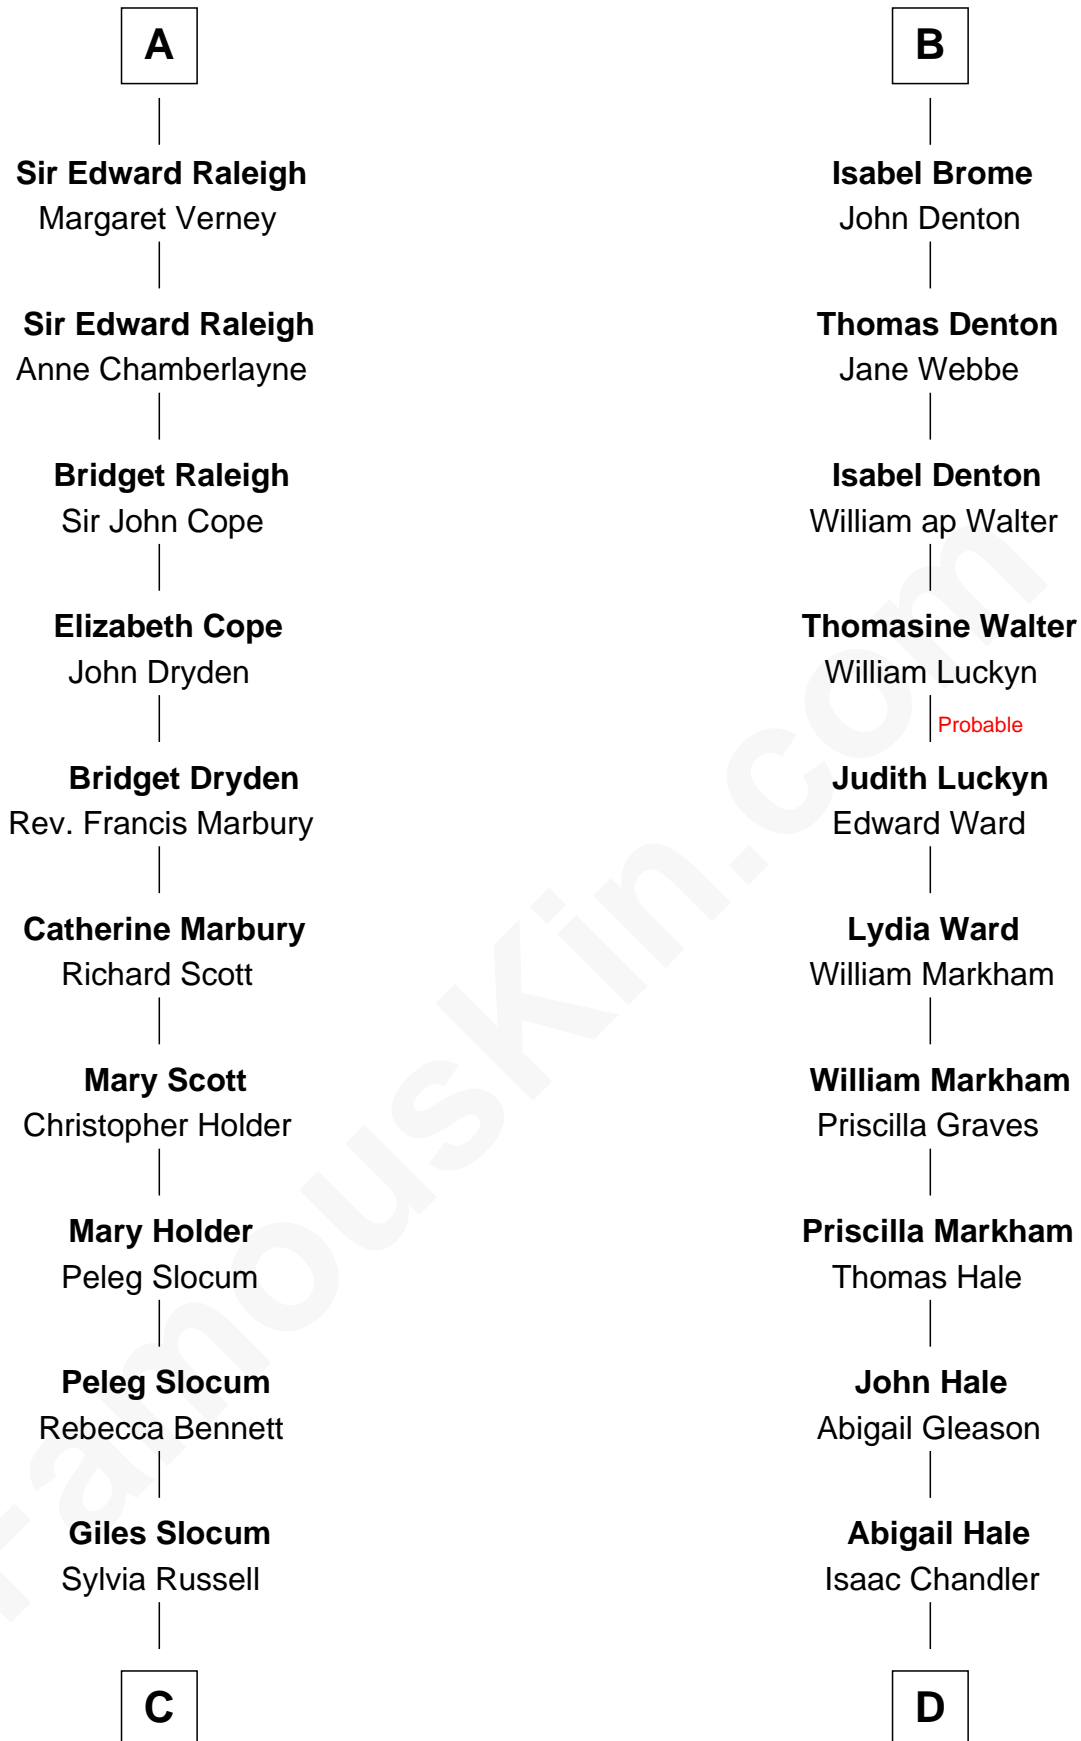 A
Sir Edward Raleigh
Margaret Verney
Sir Edward Raleigh
Anne Chamberlayne
Bridget Raleigh
Sir John Cope
Elizabeth Cope
John Dryden
Bridget Dryden
Rev. Francis Marbury
Catherine Marbury
Richard Scott
Mary Scott
Christopher Holder
Mary Holder
Peleg Slocum
Peleg Slocum
Rebecca Bennett
Giles Slocum
Sylvia Russell
C
B
Isabel Brome
John Denton
Thomas Denton
Jane Webbe
Isabel Denton
William ap Walter
Thomasine Walter
William Luckyn
Probable
Judith Luckyn
Edward Ward
Lydia Ward
William Markham
William Markham
Priscilla Graves
Priscilla Markham
Thomas Hale
John Hale
Abigail Gleason
Abigail Hale
Isaac Chandler
D
FamousKin.com